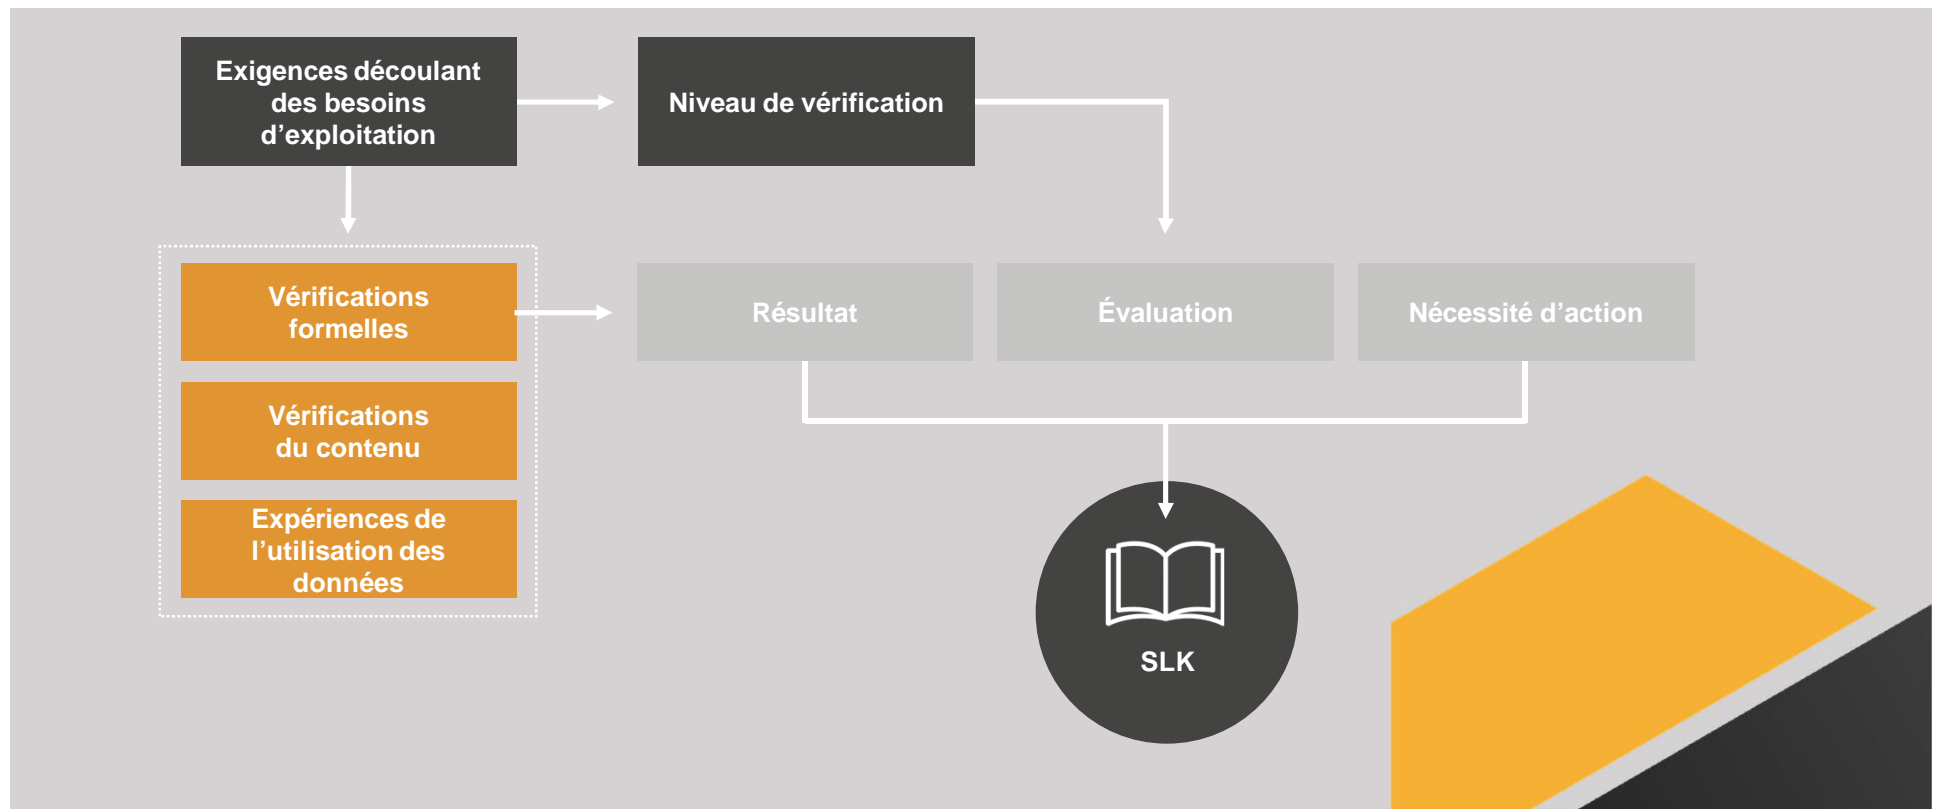 Exigences découlant
des besoins
d’exploitation
Niveau de vérification
Vérifications
formelles
Résultat
Évaluation
Nécessité d’action
Vérifications
du contenu
Expériences de
l’utilisation des
données
SLK